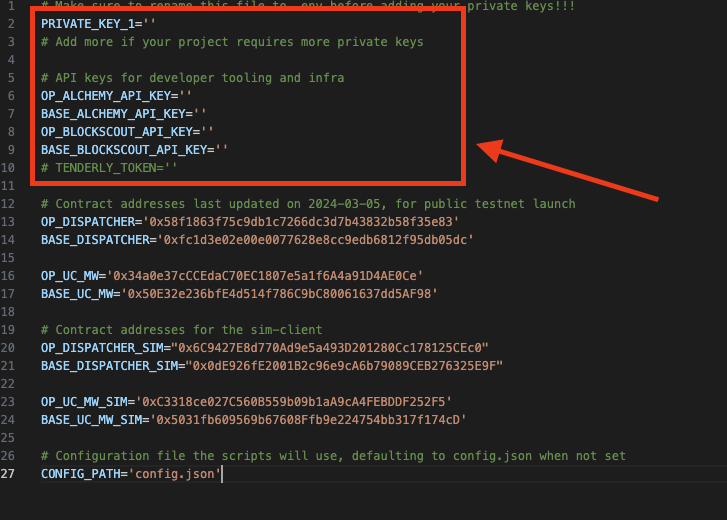 1 # Make sure to rename this file to .env before adding your private keys!!!
2 PRIVATE_KEY_1=''
3 # Add more if your project requires more private keys
4
5 # API keys for developer tooling and infra
6 OP_ALCHEMY_API_KEY=''
7 BASE_ALCHEMY_API_KEY=''
8 OP_BLOCKSCOUT_API_KEY=''
9 BASE_BLOCKSCOUT_API_KEY=''
10 # TENDERLY_TOKEN=''
11
12 # Contract addresses last updated on 2024-03-05, for public testnet launch
13 OP_DISPATCHER='0x58f1863f75c9db1c7266dc3d7b43832b58f35e83'
14 BASE_DISPATCHER='0xfc1d3e02e00e0077628e8cc9edb6812f95db05dc'
15
16 OP_UC_MW='0x34a0e37cCCEdaC70EC1807e5a1f6A4a91D4AE0Ce'
17 BASE_UC_MW='0x50E32e236bfE4d514f786C9bC80061637dd5AF98'
18
19 # Contract addresses for the sim-client
20 OP_DISPATCHER_SIM="0x6C9427E8d770Ad9e5a493D201280Cc178125CEc0"
21 BASE_DISPATCHER_SIM="0x0dE926fE2001B2c96e9cA6b79089CEB276325E9F"
22
23 OP_UC_MW_SIM='0xC3318ce027C560B559b09b1aA9cA4FEBDDF252F5'
24 BASE_UC_MW_SIM='0x5031fb609569b67608Ffb9e224754bb317f174cD'
25
26 # Configuration file the scripts will use, defaulting to config.json when not set
27 CONFIG_PATH='config.json'